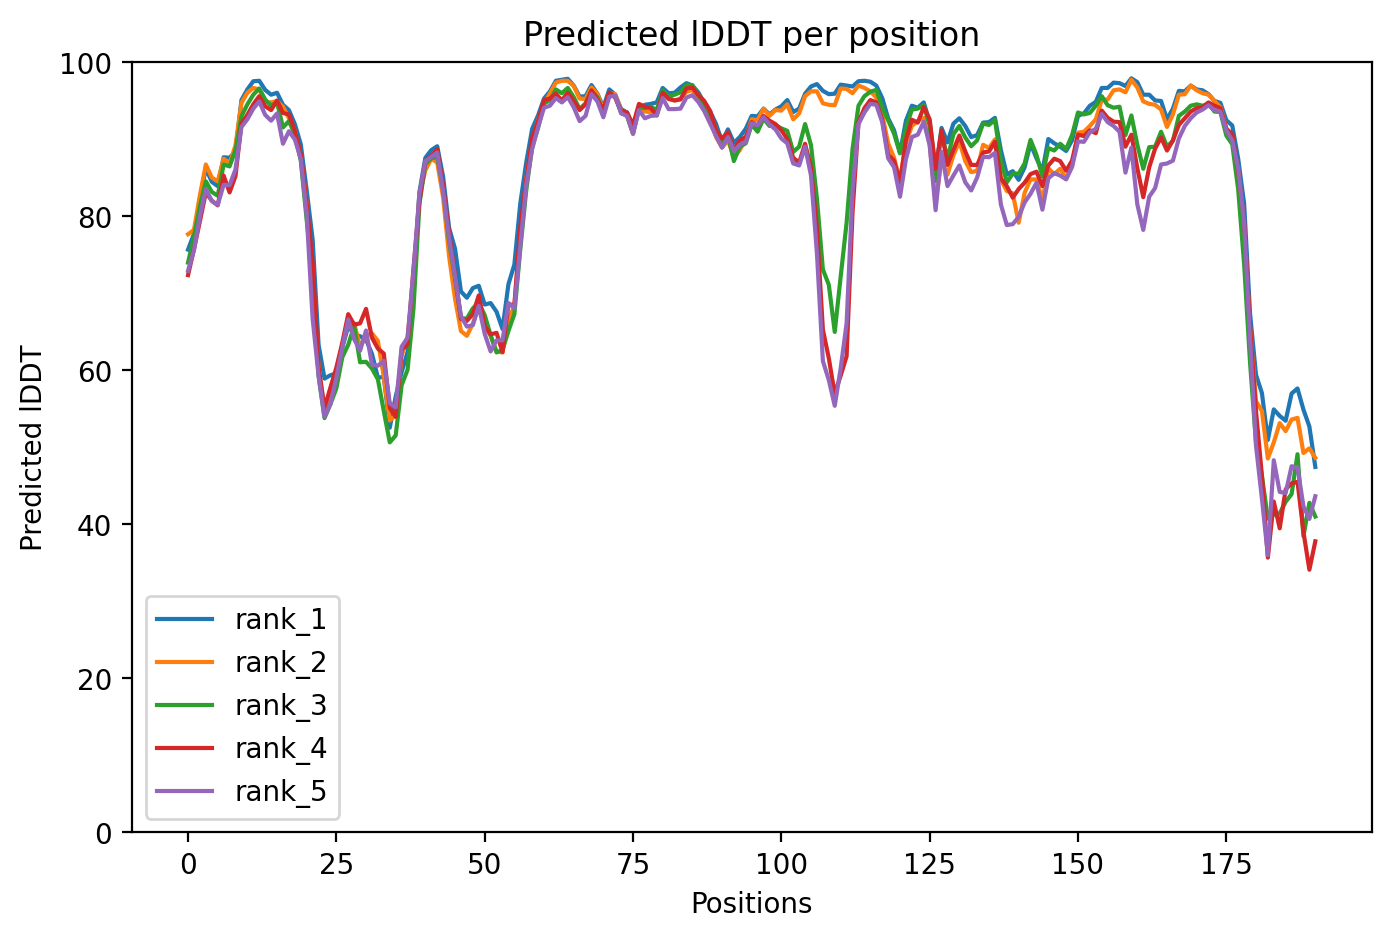 Predicted lDDT per position
Predicted lDDT
100
80
60
40
20
0
rank_1
rank_2
rank_3
rank_4
rank_5
0 25 50 75 100 125 150 175
Positions